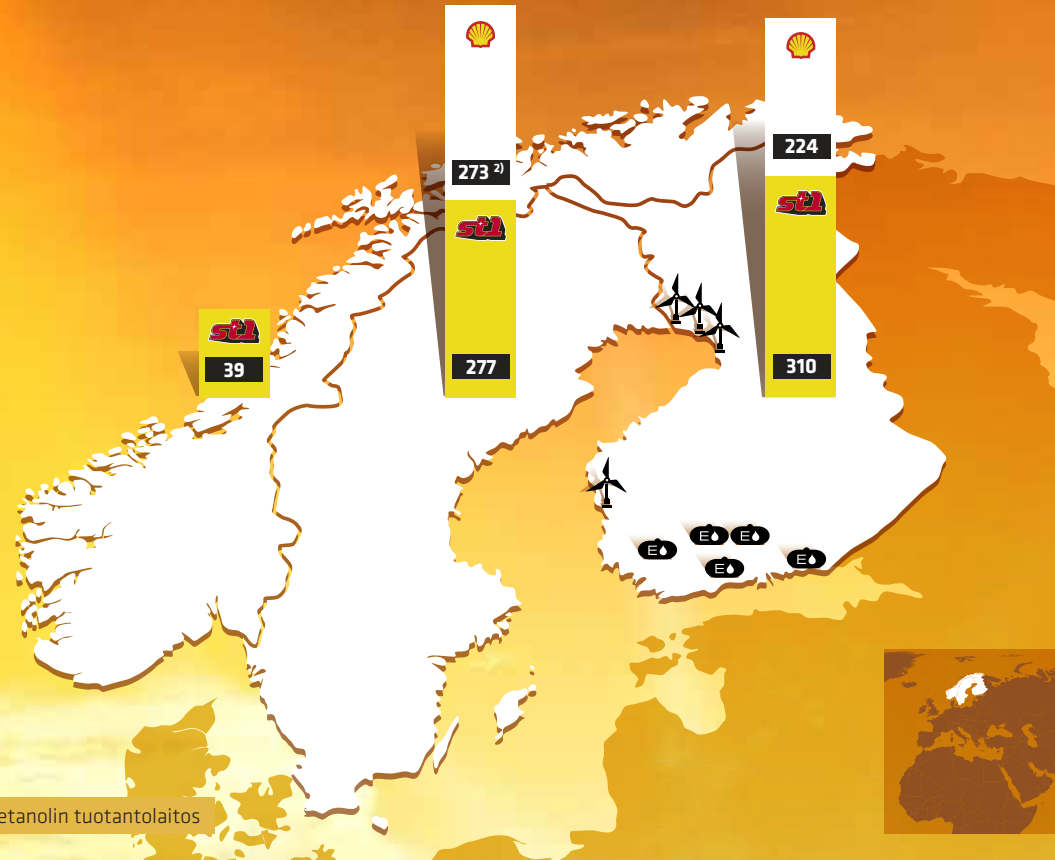 273 ²⁾
224
st1
st1
st1
39
277
310
E
E
E
E
E
etanolin tuotantolaitos